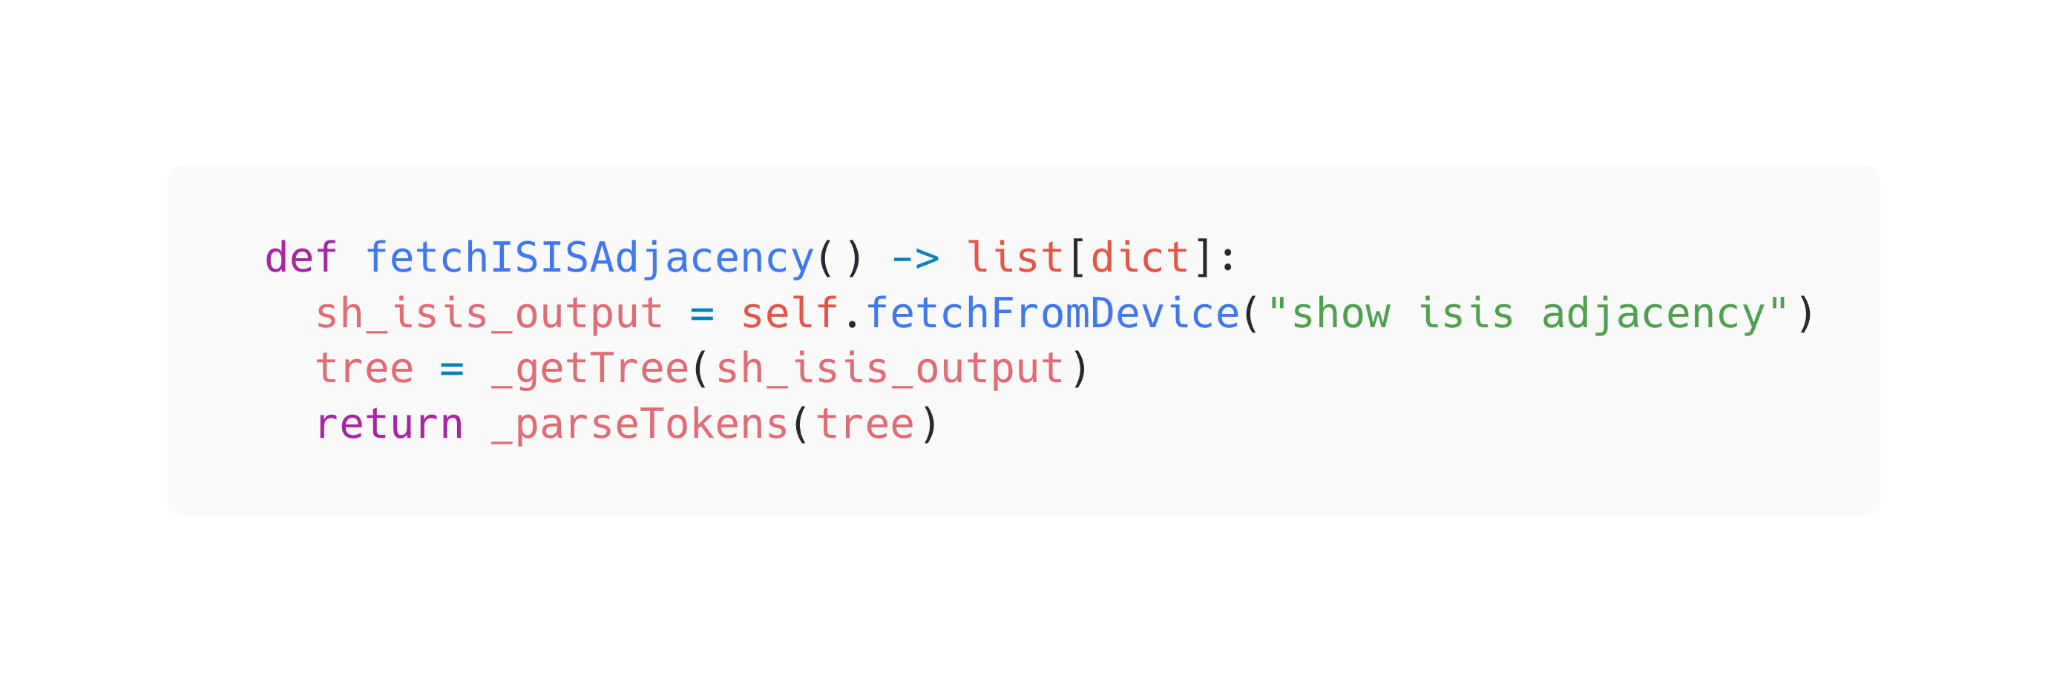 def fetchISISAdjacency() -> list[dict]:
  sh_isis_output = self.fetchFromDevice("show isis adjacency")
  tree = _getTree(sh_isis_output)
  return _parseTokens(tree)